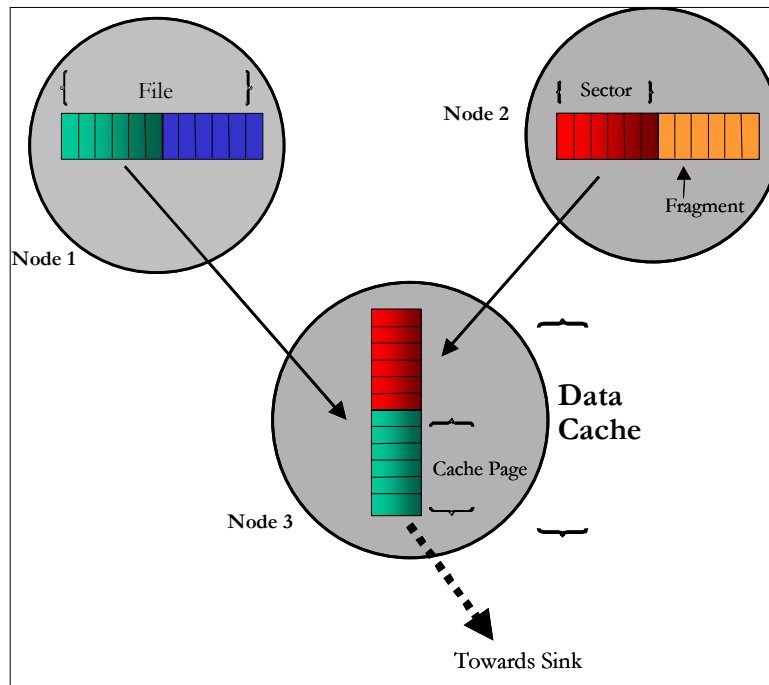 File
Sector
Node 2
Fragment
Node 1
Data
Cache
Cache Page
Node 3
Towards Sink